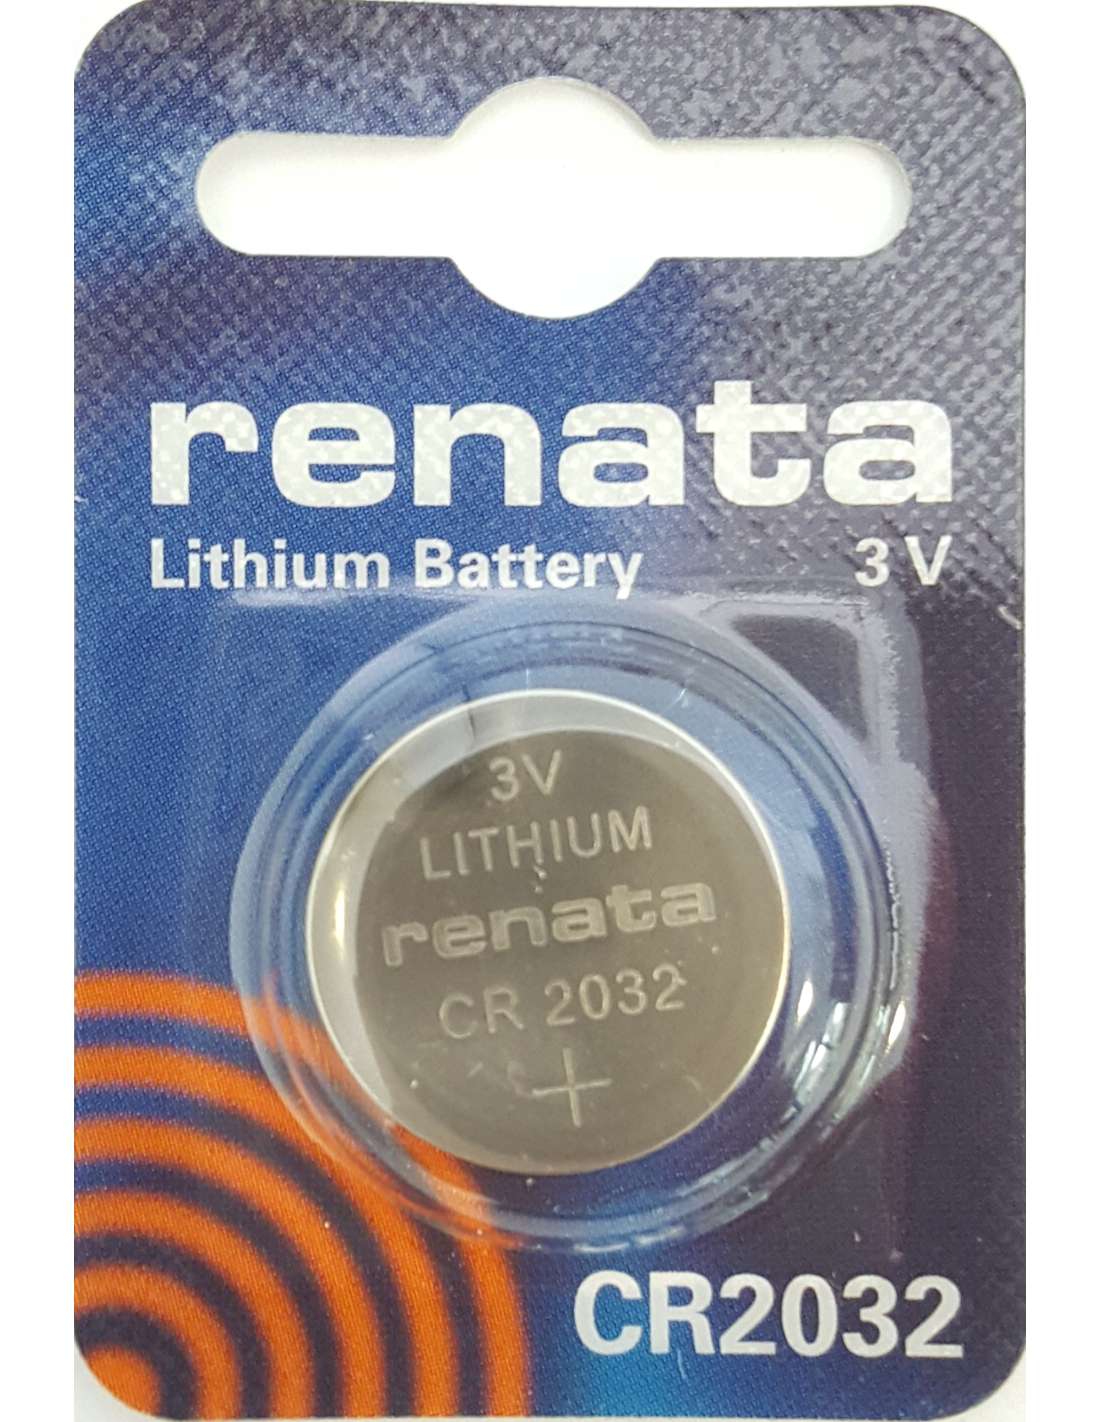 renata
Lithium Battery 3 V
3V
LITHIUM
renata
CR 2032
+
CR2032